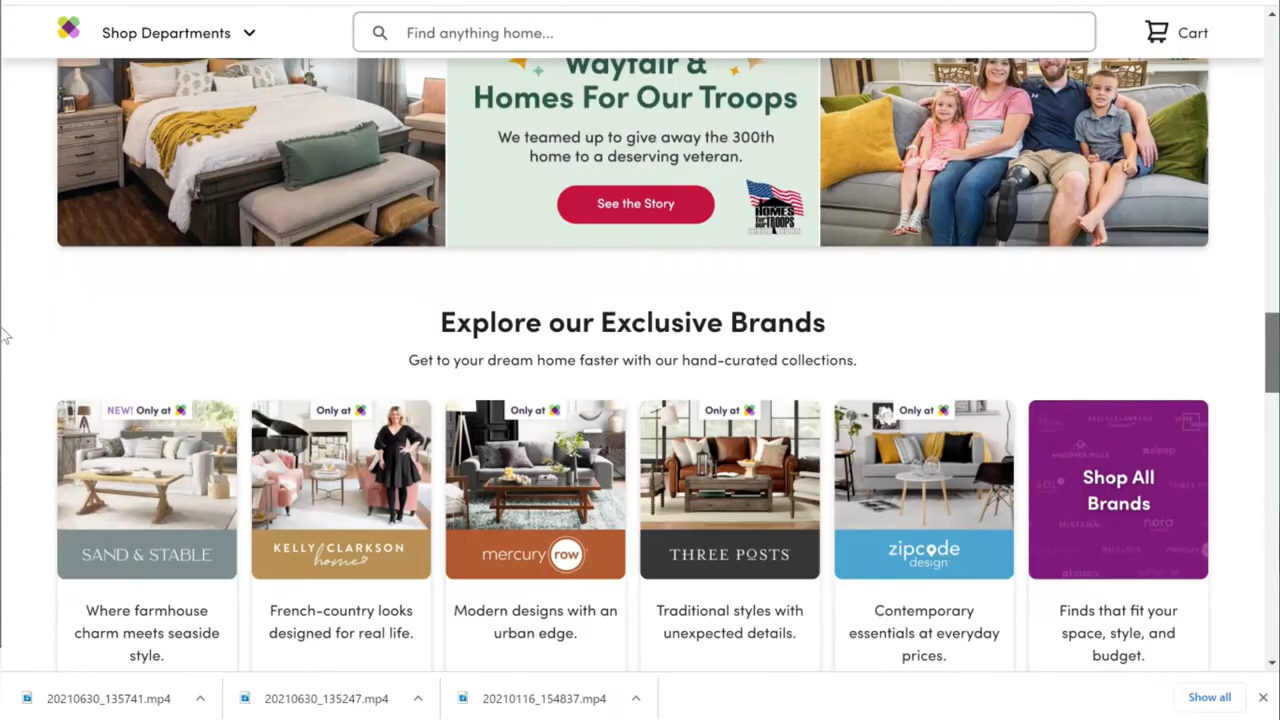 Shop Departments
Find anything home...
Cart
Wayfair &
Homes For Our Troops
We teamed up to give away the 300th
home to a deserving veteran.
See the Story
HOMES
FOR OUR
TROOPS
Explore our Exclusive Brands
Get to your dream home faster with our hand-curated collections.
NEW! Only at
Only at
Only at
Only at
Only at
Shop All
Brands
SAND & STABLE
KELLY CLARKSON
home
mercury row
THREE POSTS
zipcode
design
Where farmhouse
charm meets seaside
style.
French-country looks
designed for real life.
Modern designs with an
urban edge.
Traditional styles with
unexpected details.
Contemporary
essentials at everyday
prices.
Finds that fit your
space, style, and
budget.
20210630_135741.mp4
20210630_135247.mp4
20210116_154837.mp4
Show all